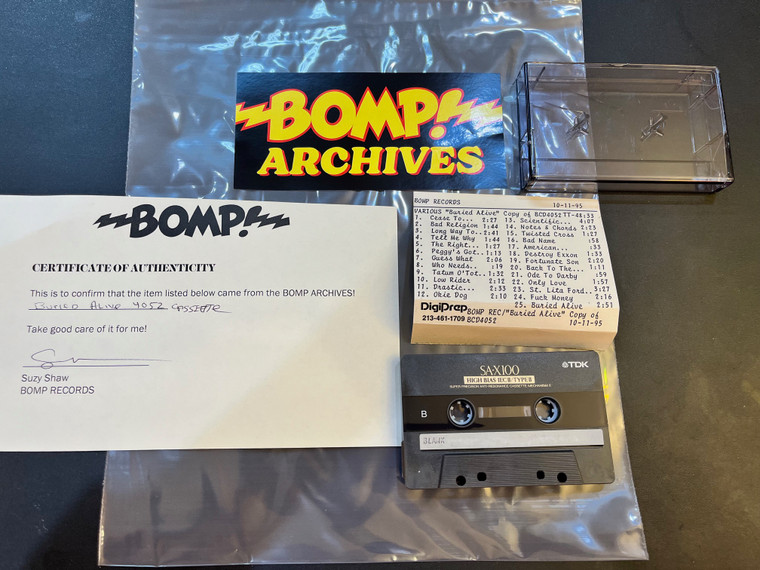 BOMP!
ARCHIVES
BOMP!
CERTIFICATE OF AUTHENTICITY
This is to confirm that the item listed below came from the BOMP ARCHIVES!
BURIED ALIVE 4052 CASSETTE
Take good care of it for me!
Suzy Shaw
BOMP RECORDS
BOMP RECORDS 10-11-95
VARIOUS "Buried Alive" Copy of BCD4052 TT-48:33
1. Cease To... 2:27 13. Scientific... 4:07
2. Bad Religion 1:44 14. Notes & Chords 2:23
3. Long Way To.. 2:41 15. Twisted Cross 1:27
4. Tell Me Why 1:44 16. Bad Name :58
5. The Right... 1:27 17. American... :33
6. Peggy's Got.. 1:13 18. Destroy Exxon 1:33
7. Guess What 2:06 19. Fortunate Son 2:20
8. Who Needs.. :19 20. Back To The... 1:11
9. Tatum O'Tot.. 1:32 21. Ode To Darby :59
10. Low Rider 2:12 22. Only Love 1:57
11. Drastic... 2:33 23. St. Lita Ford.. 3:27
12. Okie Dog 2:10 24. Fuck Money 2:16
25. Buried Alive 2:51
DigiPrep BOMP REC/"Buried Alive" Copy of
213-461-1709 BCD4052 10-11-95
SA-X100 TDK
HIGH BIAS IECII/TYPE II
B
BLANK